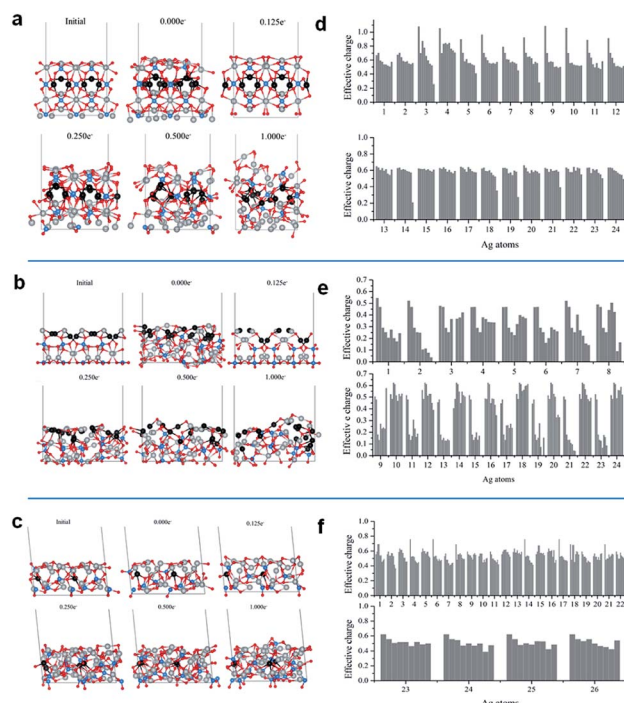 a
Initial 0.000e- 0.125e-
0.250e- 0.500e- 1.000e-
d
Effective charge
1.2
1.0
0.8
0.6
0.4
0.2
0.0
1 2 3 4 5 6 7 8 9 10 11 12
Effective charge
1.0
0.8
0.6
0.4
0.2
0.0
13 14 15 16 17 18 19 20 21 22 23 24
Ag atoms
b
Initial 0.000e- 0.125e-
0.250e- 0.500e- 1.000e-
e
Effective charge
0.7
0.6
0.5
0.4
0.3
0.2
0.1
0.0
1 2 3 4 5 6 7 8
Effectiv e charge
0.7
0.6
0.5
0.4
0.3
0.2
0.1
0.0
9 10 11 12 13 14 15 16 17 18 19 20 21 22 23 24
Ag atoms
c
Initial 0.000e- 0.125e-
0.250e- 0.500e- 1.000e-
f
Effective charge
1.0
0.8
0.6
0.4
0.2
0.0
1 2 3 4 5 6 7 8 9 10 11 12 13 14 15 16 17 18 19 20 21 22
Effective charge
0.8
0.6
0.4
0.2
0.0
23 24 25 26
Ag atoms